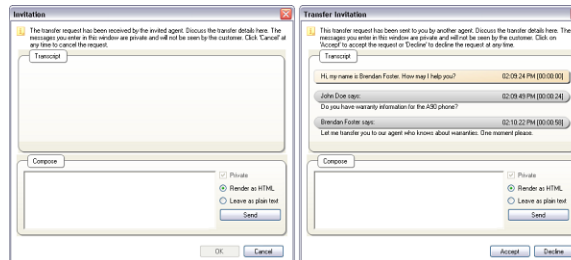 Invitation
The transfer request has been received by the invited agent. Discuss the transfer details here. The
messages you enter in this window are private and will not be seen by the customer. Click 'Cancel' at
any time to cancel the request.
Transcript
Compose
Private
Render as HTML
Leave as plain text
Send
OK
Cancel
Transfer Invitation
This transfer request has been sent to you by another agent. Discuss the transfer details here. The
messages you enter in this window are private and will not be seen by the customer. Click on
'Accept' to accept the request or 'Decline' to decline the request at any time.
Transcript
Hi, my name is Brendan Foster. How may I help you? 02:09:24 PM [00:00:00]
John Doe says: 02:09:49 PM [00:00:24]
Do you have warranty information for the A90 phone?
Brendan Foster says: 02:10:22 PM [00:00:58]
Let me transfer you to our agent who knows about warranties. One moment please.
Compose
Private
Render as HTML
Leave as plain text
Send
Accept
Decline